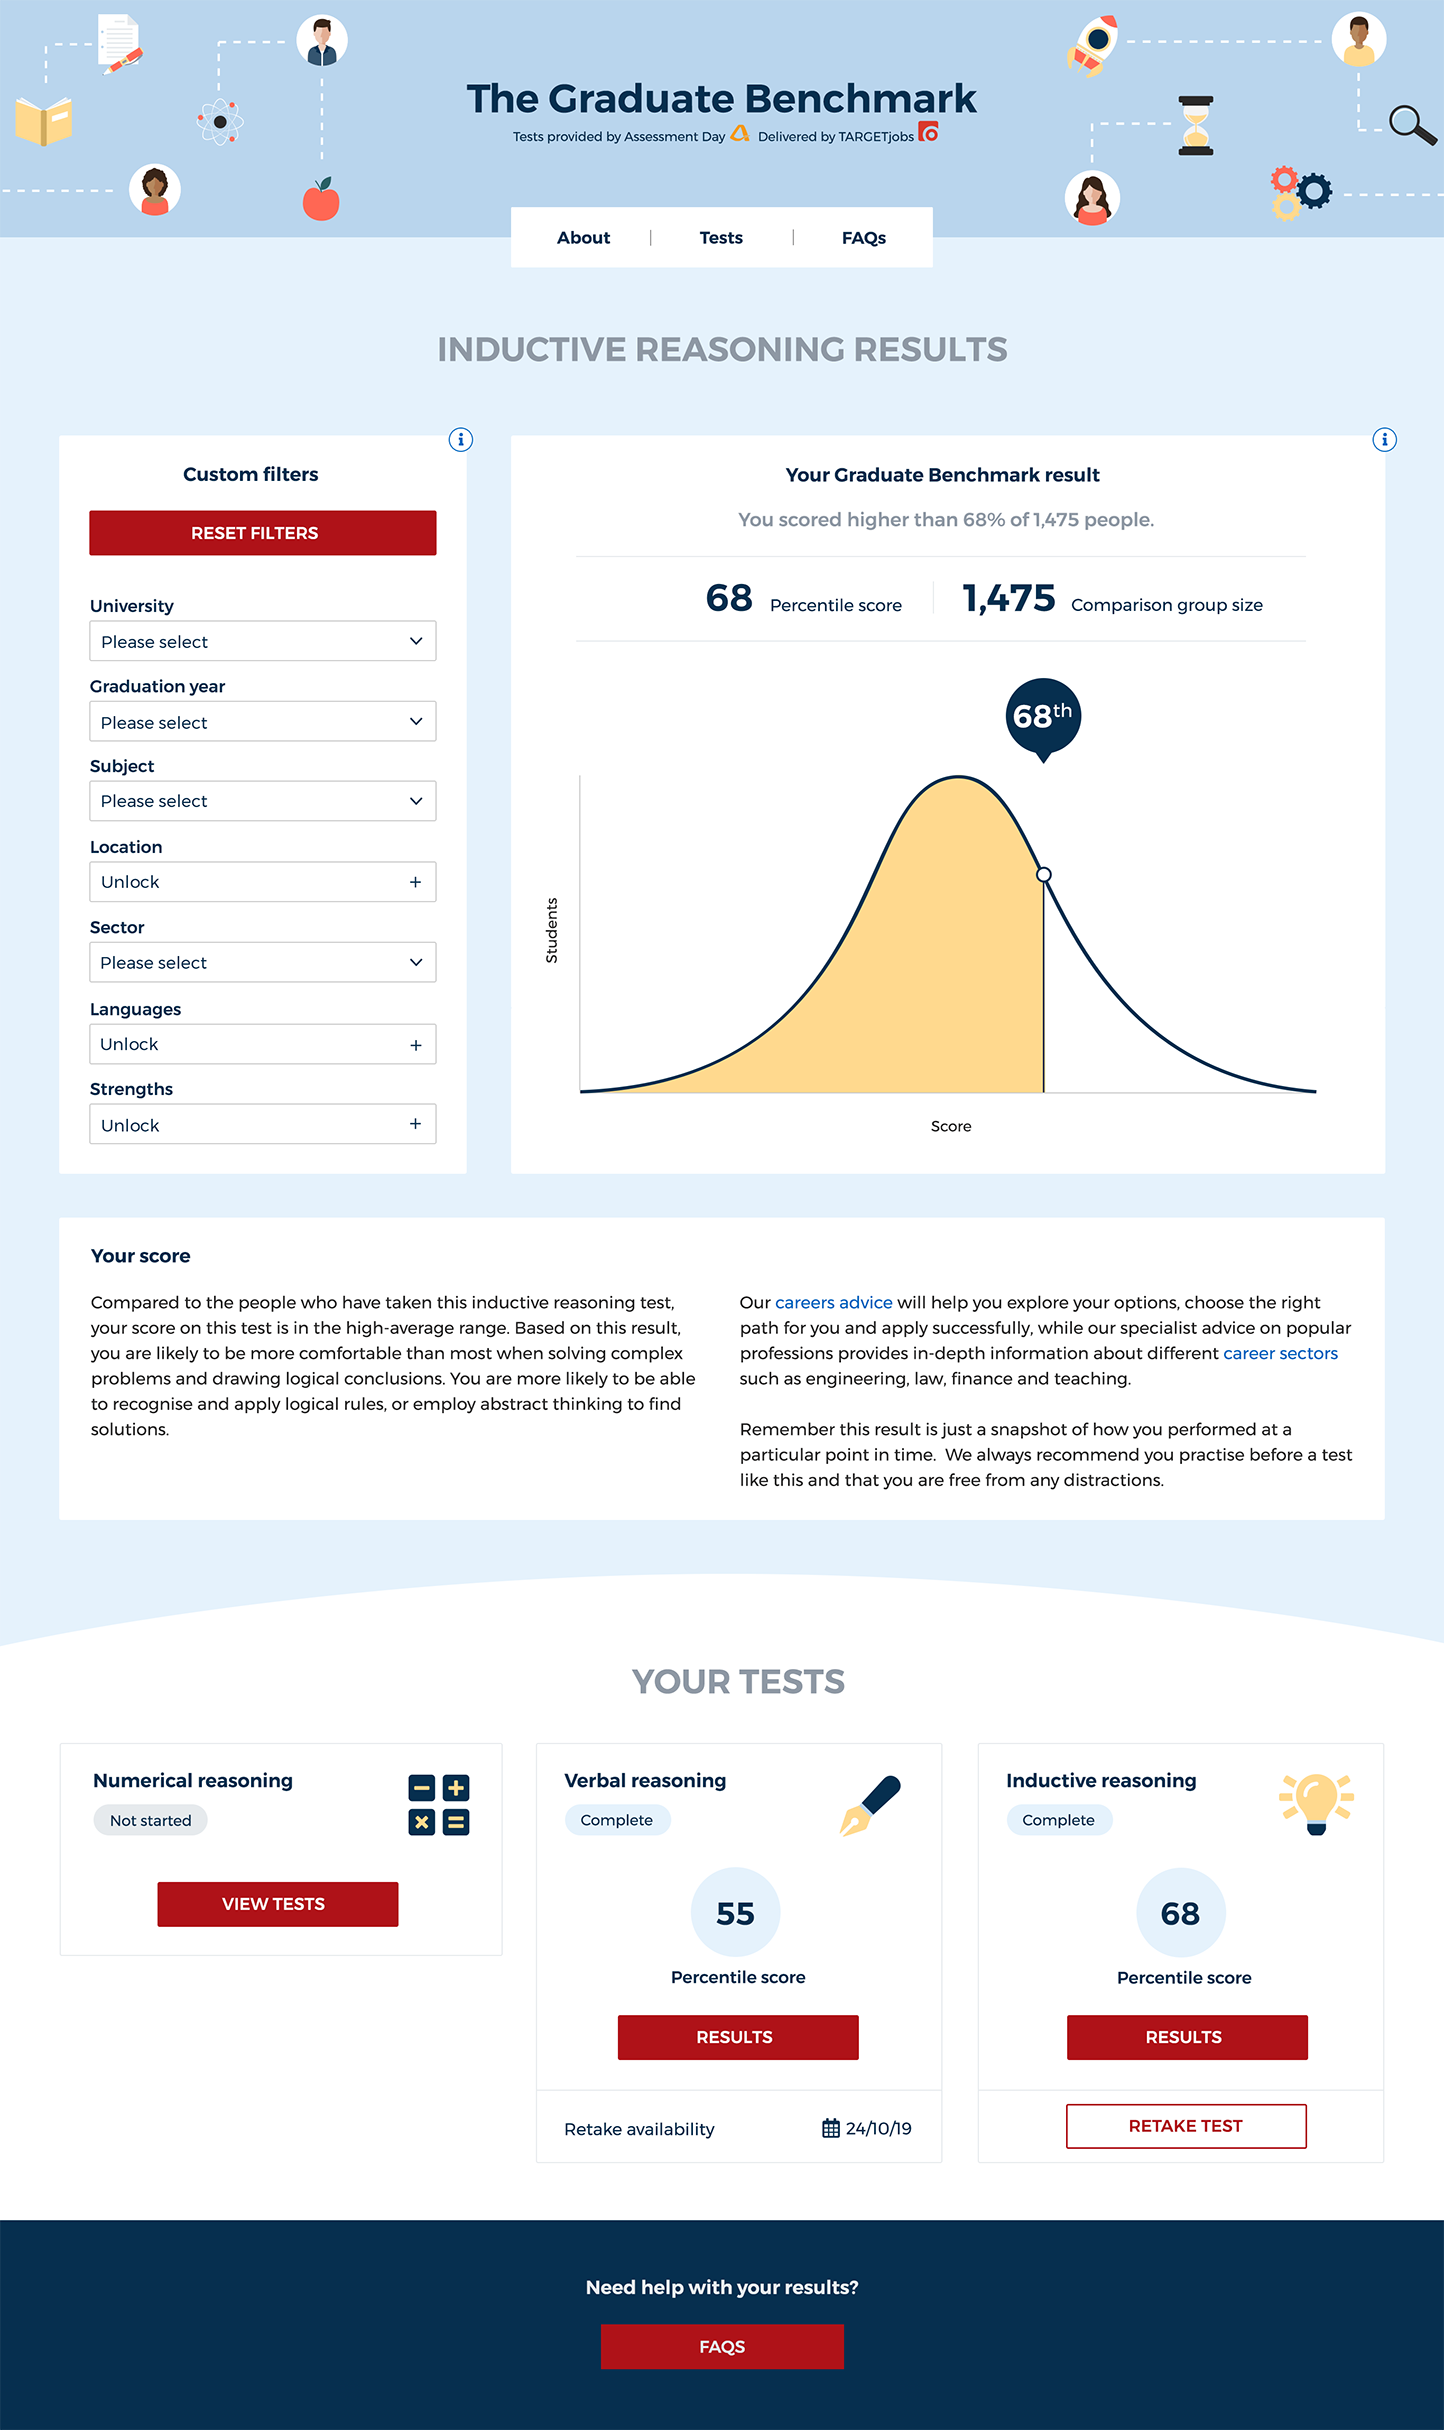 The Graduate Benchmark
Tests provided by Assessment Day Delivered by TARGETjobs
About
Tests
FAQs
INDUCTIVE REASONING RESULTS
Custom filters
RESET FILTERS
University
Please select
Graduation year
Please select
Subject
Please select
Location
Unlock +
Sector
Please select
Languages
Unlock +
Strengths
Unlock +
Your Graduate Benchmark result
You scored higher than 68% of 1,475 people.
68 Percentile score
1,475 Comparison group size
68th
Students
Score
Your score
Compared to the people who have taken this inductive reasoning test,
your score on this test is in the high-average range. Based on this result,
you are likely to be more comfortable than most when solving complex
problems and drawing logical conclusions. You are more likely to be able
to recognise and apply logical rules, or employ abstract thinking to find
solutions.
Our careers advice will help you explore your options, choose the right
path for you and apply successfully, while our specialist advice on popular
professions provides in-depth information about different career sectors
such as engineering, law, finance and teaching.
Remember this result is just a snapshot of how you performed at a
particular point in time.  We always recommend you practise before a test
like this and that you are free from any distractions.
YOUR TESTS
Numerical reasoning
Not started
VIEW TESTS
Verbal reasoning
Complete
55
Percentile score
RESULTS
Retake availability
24/10/19
Inductive reasoning
Complete
68
Percentile score
RESULTS
RETAKE TEST
Need help with your results?
FAQS